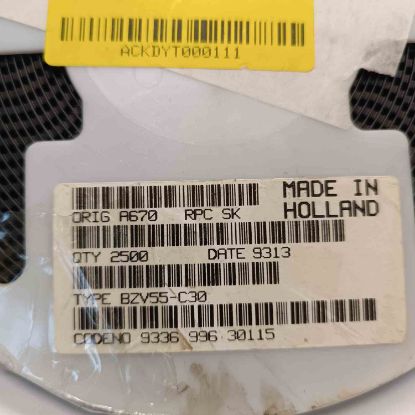 ACKDYT000111
MADE IN
HOLLAND
ORIG A670 RPC SK
QTY 2500 DATE 9313
TYPE BZV55-C30
CODENO 9336 996 30115